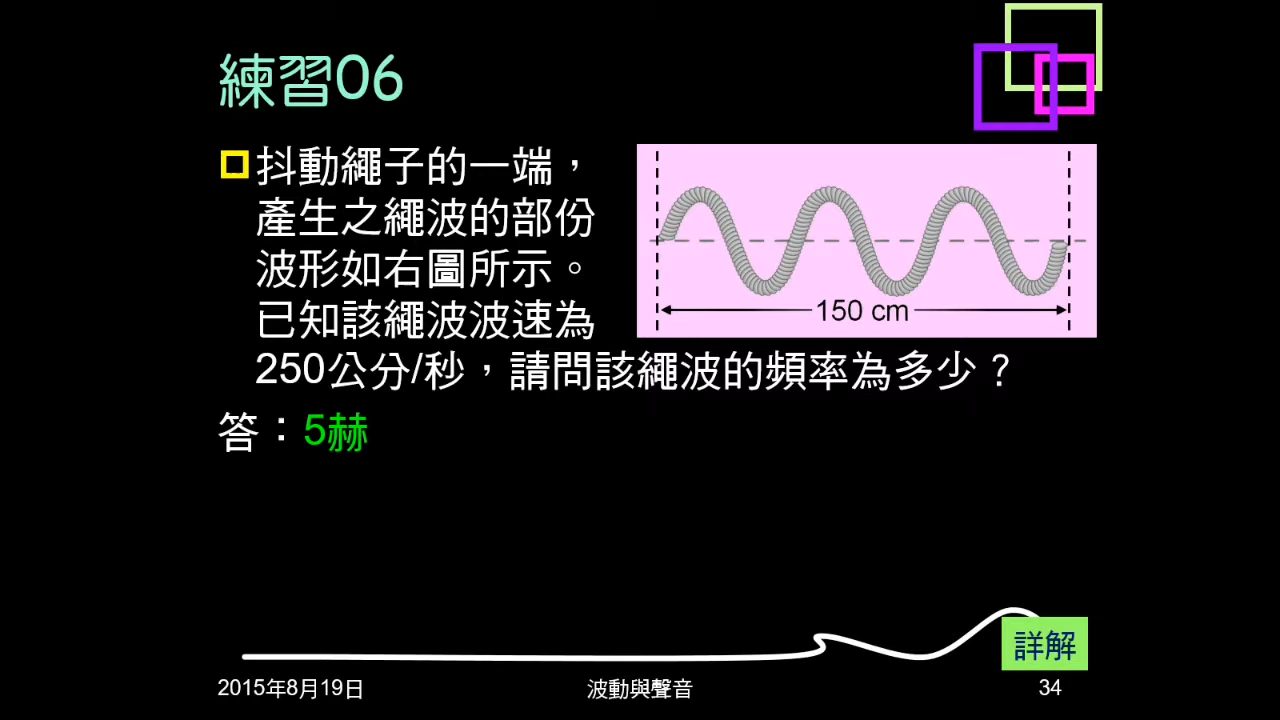 練習06
抖動繩子的一端，
產生之繩波的部份
波形如右圖所示。
已知該繩波波速為
250公分/秒，請問該繩波的頻率為多少？
150 cm
答：5赫
詳解
2015年8月19日
波動與聲音
34